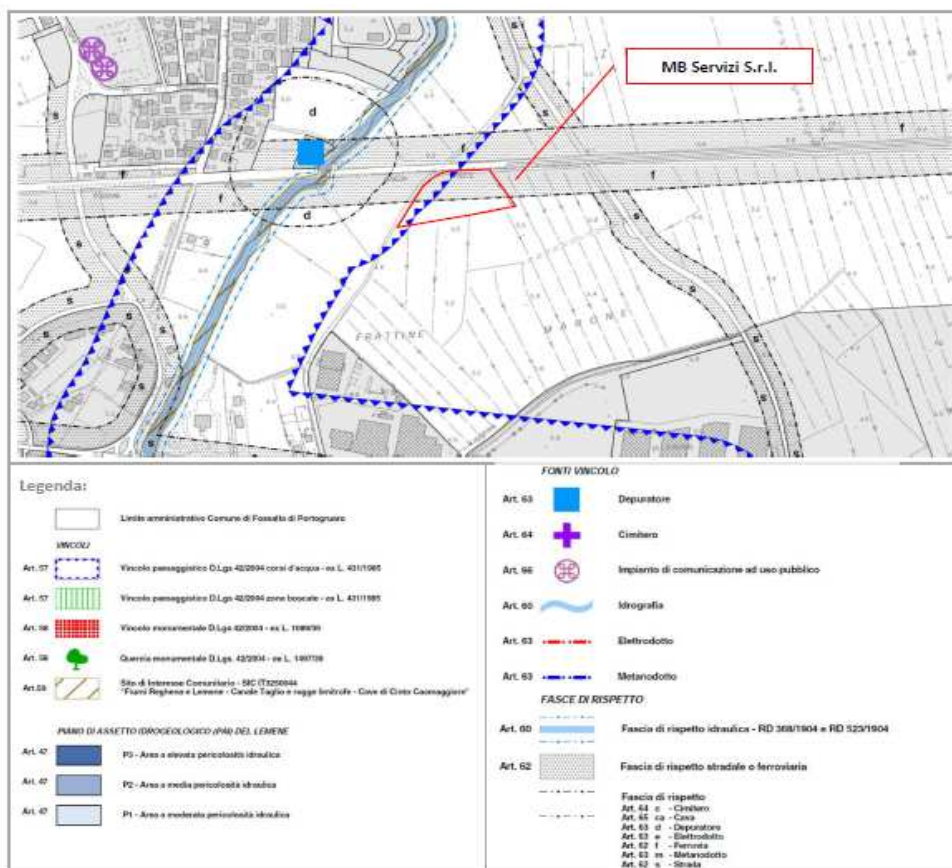 MB Servizi S.r.l.
d
f
f
f
f
d
s
s
s
s
FRATTINE
MARONE
Legenda:
Limite amministrativo Comune di Fossalta di Portogruaro
VINCOLI
Art. 57 Vincolo paesaggistico D.Lgs 42/2004 corsi d'acqua - ex L. 431/1985
Art. 57 Vincolo paesaggistico D.Lgs 42/2004 zone boscate - ex L. 431/1985
Art. 58 Vincolo monumentale D.Lgs 42/2004 - ex L. 1089/39
Art. 58 Quercia monumentale D.Lgs. 42/2004 - ex L. 1497/39
Art.59 Sito di Interesse Comunitario - SIC IT3250044
"Fiumi Reghena e Lemene - Canale Taglio e rogge limitrofe - Cave di Cinto Caomaggiore"
PIANO DI ASSETTO IDROGEOLOGICO (PAI) DEL LEMENE
Art. 47 P3 - Area a elevata pericolosità idraulica
Art. 47 P2 - Area a media pericolosità idraulica
Art. 47 P1 - Area a moderata pericolosità idraulica
FONTI VINCOLO
Art. 63 Depuratore
Art. 64 Cimitero
Art. 66 Impianto di comunicazione ad uso pubblico
Art. 60 Idrografia
Art. 63 Elettrodotto
Art. 63 Metanodotto
FASCE DI RISPETTO
Art. 60 Fascia di rispetto idraulica - RD 368/1904 e RD 523/1904
Art. 62 Fascia di rispetto stradale o ferroviaria
Fascia di rispetto
Art. 64 c - Cimitero
Art. 65 ca - Cava
Art. 63 d - Depuratore
Art. 63 e - Elettrodotto
Art. 62 f - Ferrovia
Art. 63 m - Metanodotto
Art. 62 s - Strada